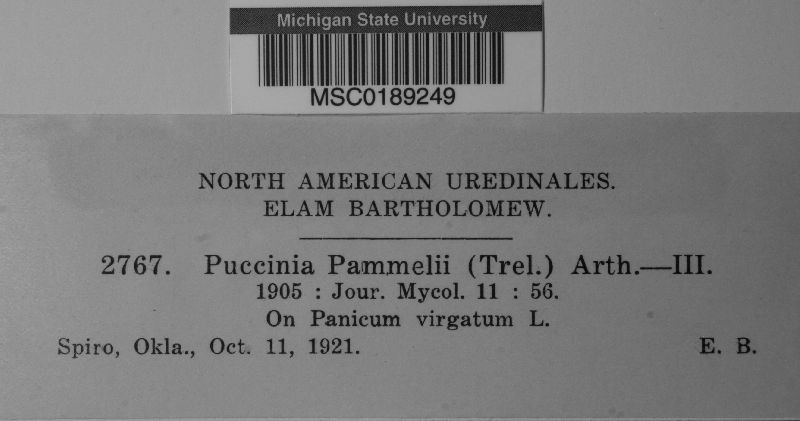 Michigan State University
MSC0189249
NORTH AMERICAN UREDINALES.
ELAM BARTHOLOMEW.
2767. Puccinia Pammelii (Trel.) Arth.—III.
1905 : Jour. Mycol. 11 : 56.
On Panicum virgatum L.
Spiro, Okla., Oct. 11, 1921. E. B.